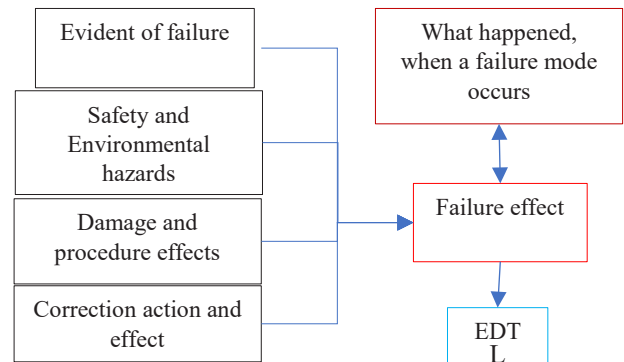 Evident of failure
Safety and
Environmental
hazards
Damage and
procedure effects
Correction action and
effect
What happened,
when a failure mode
occurs
Failure effect
EDT
L